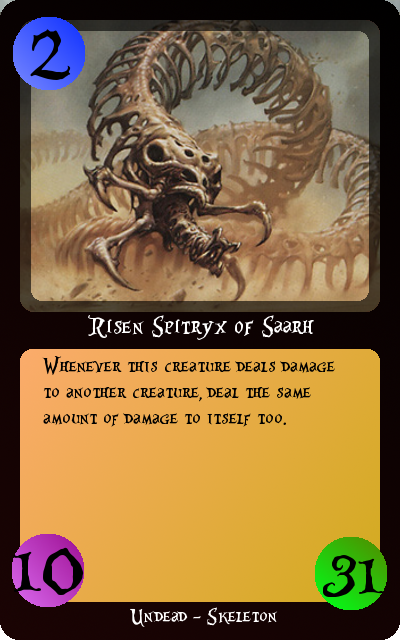 2
Risen Spitryx of Saarh
Whenever this creature deals damage
to another creature, deal the same
amount of damage to itself too.
10
31
Undead - Skeleton